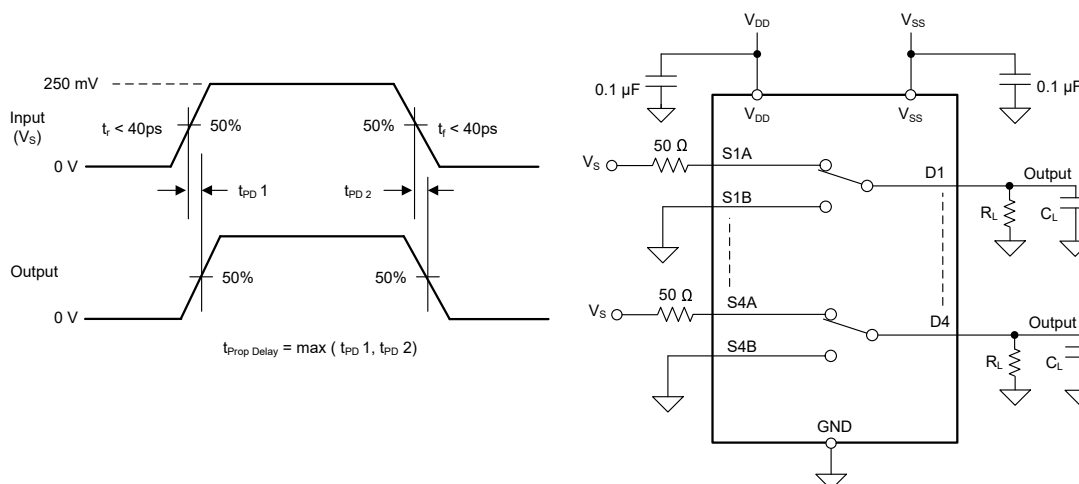 250 mV
Input
(VS)
tr < 40ps
50%
50%
tf < 40ps
0 V
tPD 1
tPD 2
Output
50%
50%
0 V
tProp Delay = max ( tPD 1, tPD 2)
VDD
VSS
0.1 µF
0.1 µF
VDD
VSS
VS
50 Ω
S1A
D1
Output
S1B
RL
CL
VS
50 Ω
S4A
D4
Output
S4B
RL
CL
GND